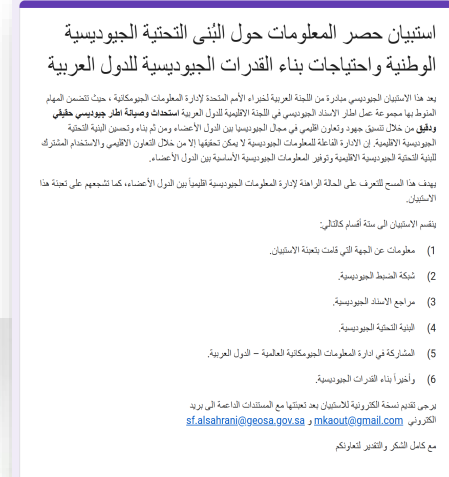 استبيان حصر المعلومات حول البُنى التحتية الجيوديسية
الوطنية واحتياجات بناء القدرات الجيوديسية للدول العربية
يعد هذا الاستبيان الجيوديسي مبادرة من اللجنة العربية لخبراء الأمم المتحدة لإدارة المعلومات الجيومكانية ، حيث تتضمن المهام
المنوط بها مجموعة عمل اطار الاسناد الجيوديسي في اللجنة الاقليمية للدول العربية استحداث وصيانة اطار جيوديسي حقيقي
ودقيق من خلال تنسيق جهود وتعاون اقليمي في مجال الجيوديسيا بين الدول الأعضاء ومن ثم بناء وتحسين البنية التحتية
الجيوديسية الاقليمية. إن الادارة الفاعلة للمعلومات الجيوديسية لا يمكن تحقيقها إلا من خلال التعاون الاقليمي والاستخدام المشترك
للبنية التحتية الجيوديسية الاقليمية وتوفير المعلومات الجيوديسية الأساسية بين الدول الأعضاء.
يهدف هذا المسح للتعرف على الحالة الراهنة لإدارة المعلومات الجيوديسية اقليمياً بين الدول الأعضاء، كما نشجعهم على تعبئة هذا
الاستبيان.
ينقسم الاستبيان الى ستة أقسام كالتالي:
1) معلومات عن الجهة التي قامت بتعبئة الاستبيان.
2) شبكة الضبط الجيوديسية.
3) مراجع الاسناد الجيوديسية.
4) البنية التحتية الجيوديسية.
5) المشاركة في ادارة المعلومات الجيومكانية العالمية – الدول العربية.
6) وأخيراً بناء القدرات الجيوديسية.
يرجى تقديم نسخة الكترونية للاستبيان بعد تعبئتها مع المستندات الداعمة الى بريد
الكتروني mkaout@gmail.com و sf.alsahrani@geosa.gov.sa
مع كامل الشكر والتقدير لتعاونكم